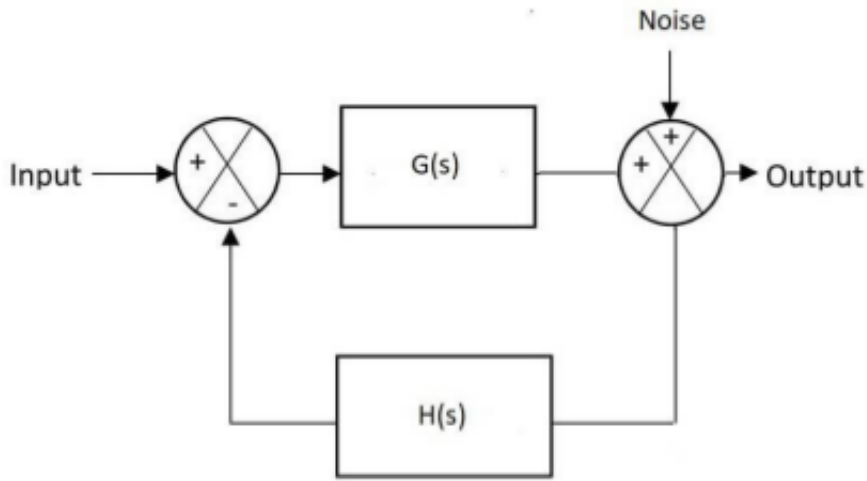 Noise
+
Input
+
-
G(s)
+
Output
H(s)